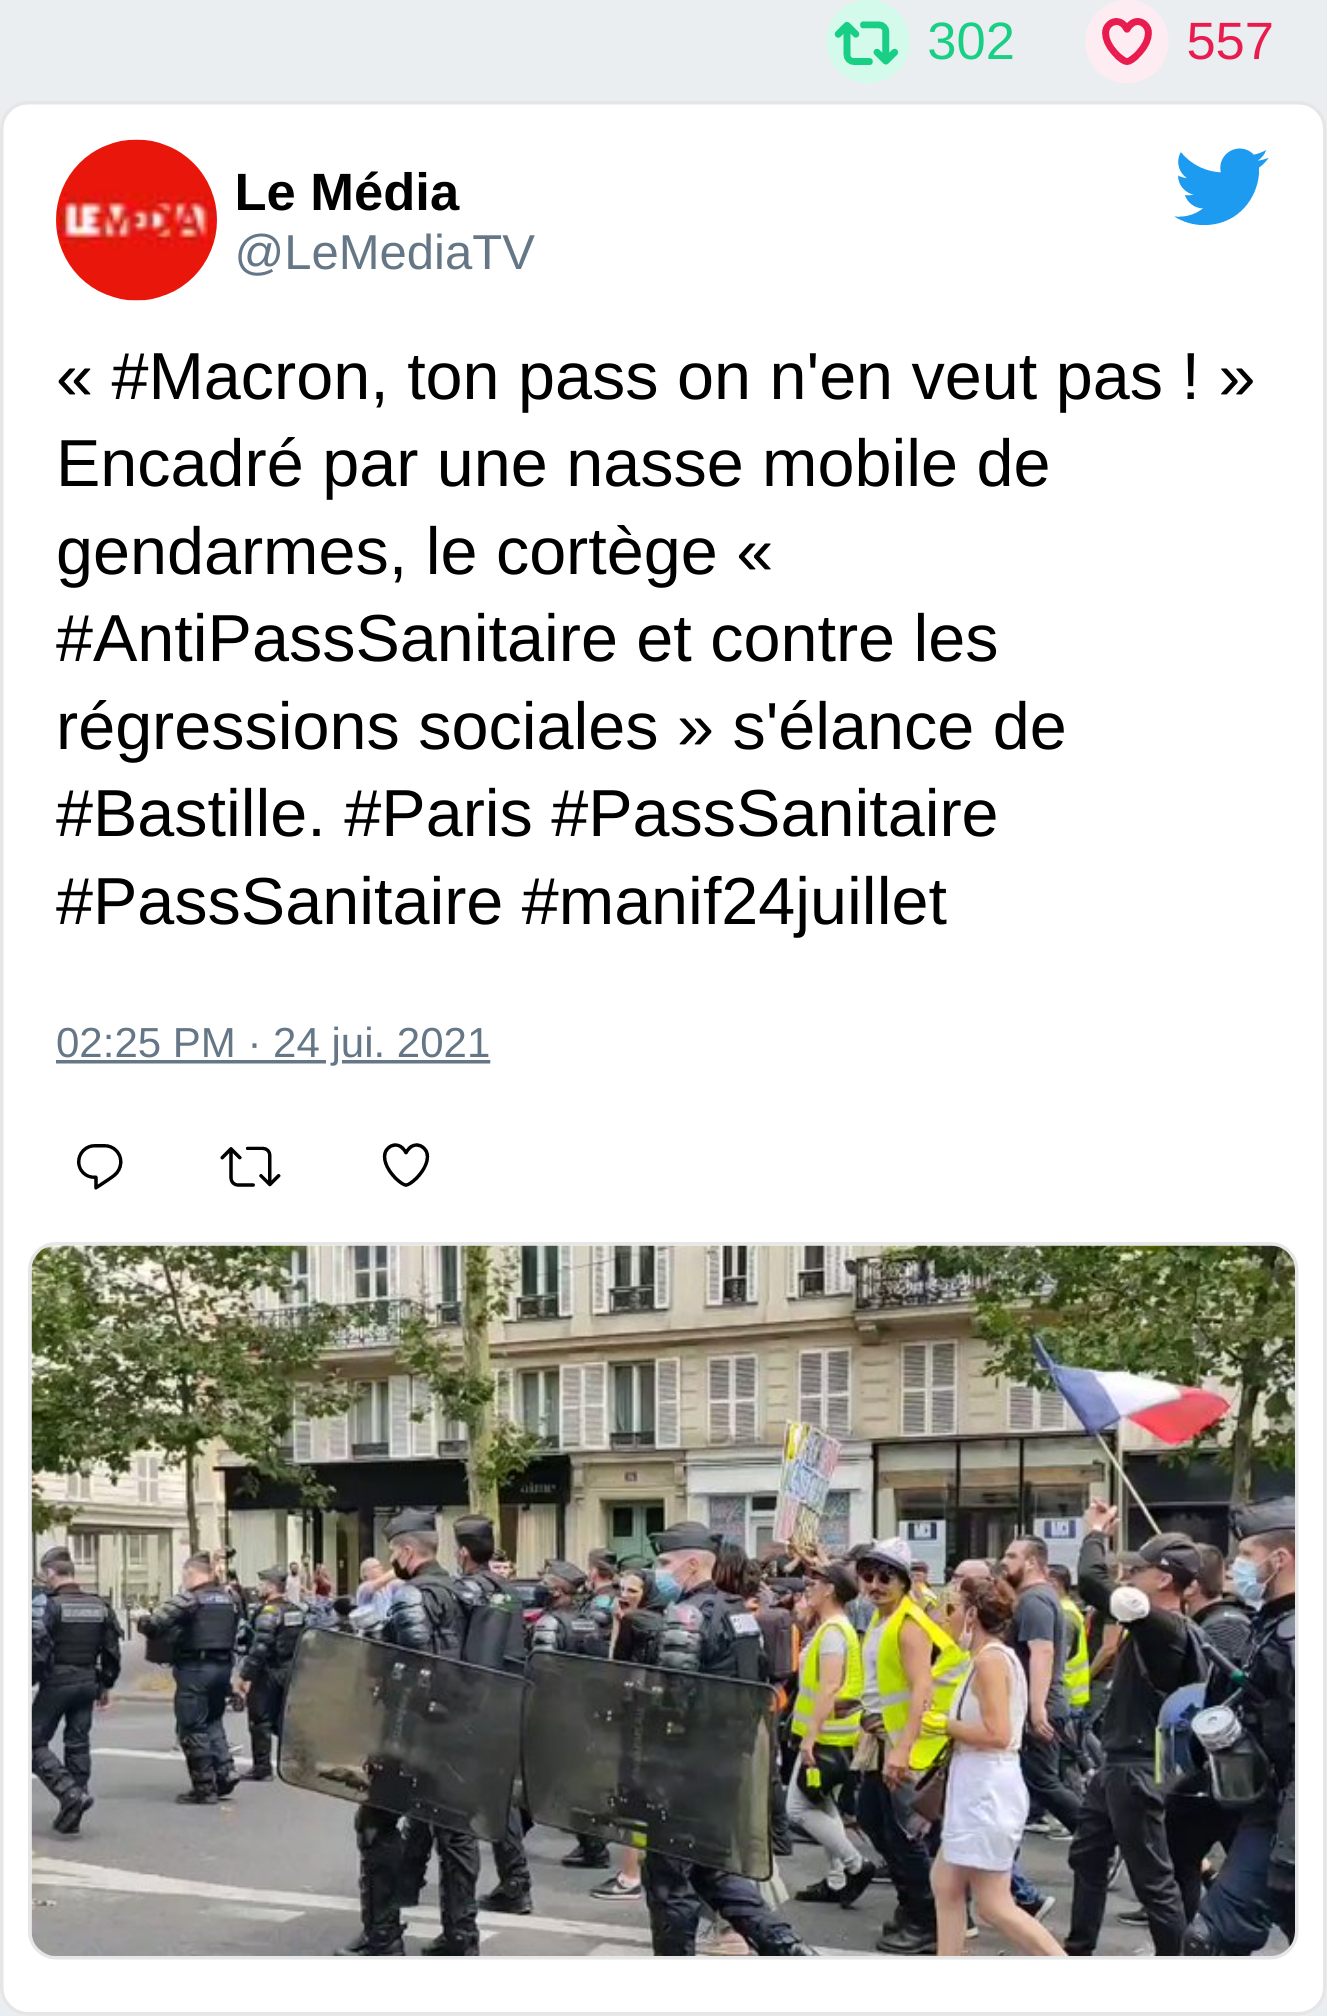 302 557
LE MEDIA
Le Média
@LeMediaTV
« #Macron, ton pass on n'en veut pas ! »
Encadré par une nasse mobile de
gendarmes, le cortège «
#AntiPassSanitaire et contre les
régressions sociales » s'élance de
#Bastille. #Paris #PassSanitaire
#PassSanitaire #manif24juillet
02:25 PM · 24 jui. 2021